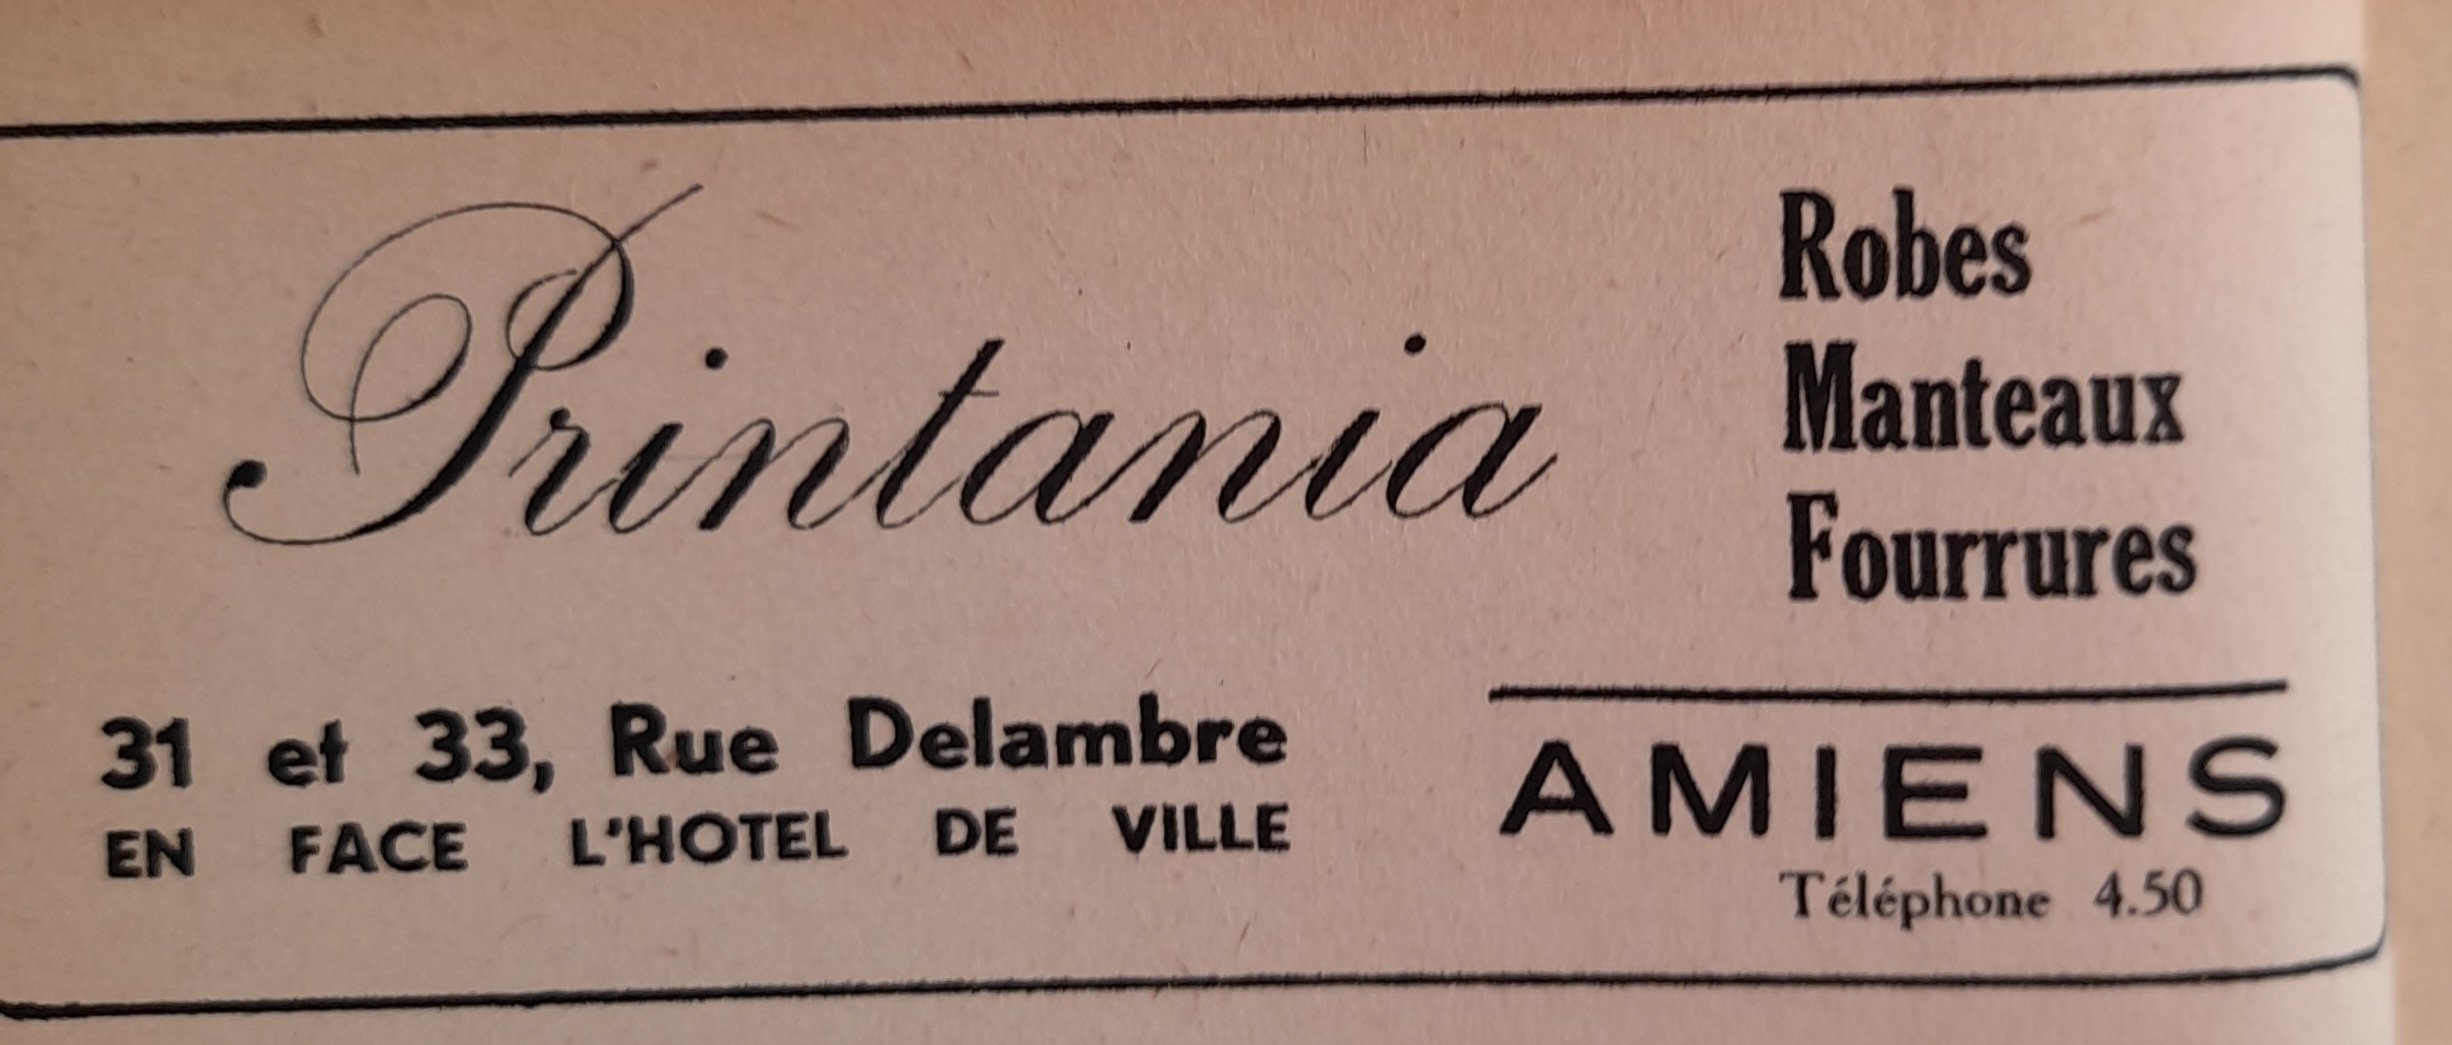 Printania
Robes
Manteaux
Fourrures
31 et 33, Rue Delambre
EN FACE L'HOTEL DE VILLE
AMIENS
Téléphone 4.50